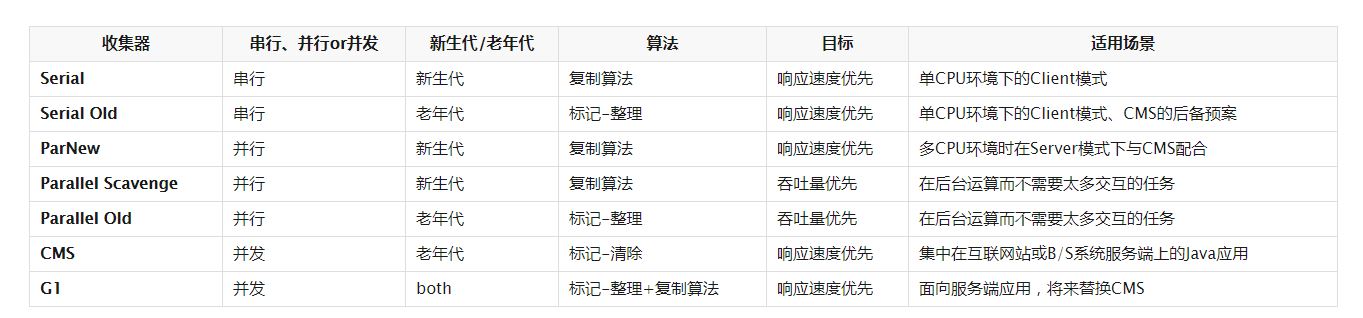 收集器 串行、并行or并发 新生代/老年代 算法 目标 适用场景
Serial 串行 新生代 复制算法 响应速度优先 单CPU环境下的Client模式
Serial Old 串行 老年代 标记-整理 响应速度优先 单CPU环境下的Client模式、CMS的后备预案
ParNew 并行 新生代 复制算法 响应速度优先 多CPU环境时在Server模式下与CMS配合
Parallel Scavenge 并行 新生代 复制算法 吞吐量优先 在后台运算而不需要太多交互的任务
Parallel Old 并行 老年代 标记-整理 吞吐量优先 在后台运算而不需要太多交互的任务
CMS 并发 老年代 标记-清除 响应速度优先 集中在互联网站或B/S系统服务端上的Java应用
G1 并发 both 标记-整理+复制算法 响应速度优先 面向服务端应用，将来替换CMS